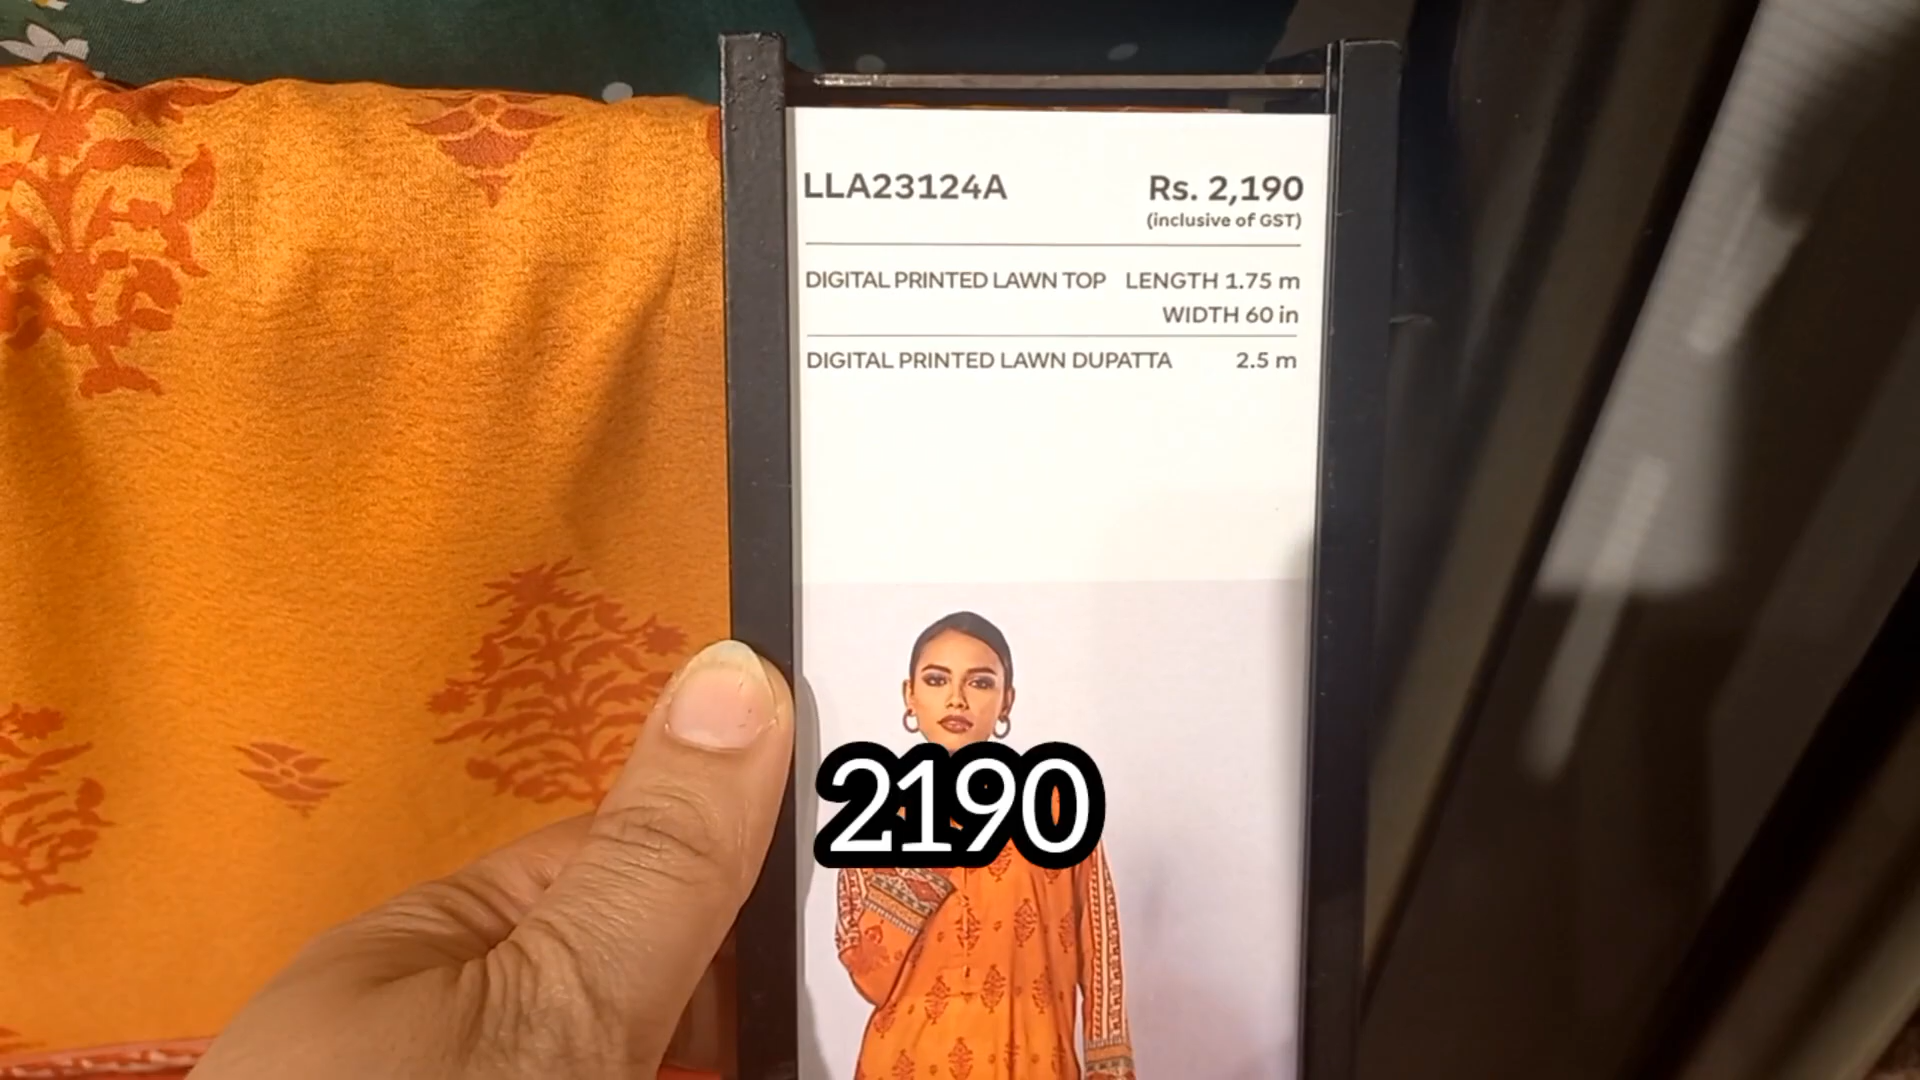 LLA23124A Rs. 2,190
(inclusive of GST)
DIGITAL PRINTED LAWN TOP LENGTH 1.75 m
WIDTH 60 in
DIGITAL PRINTED LAWN DUPATTA 2.5 m
2190